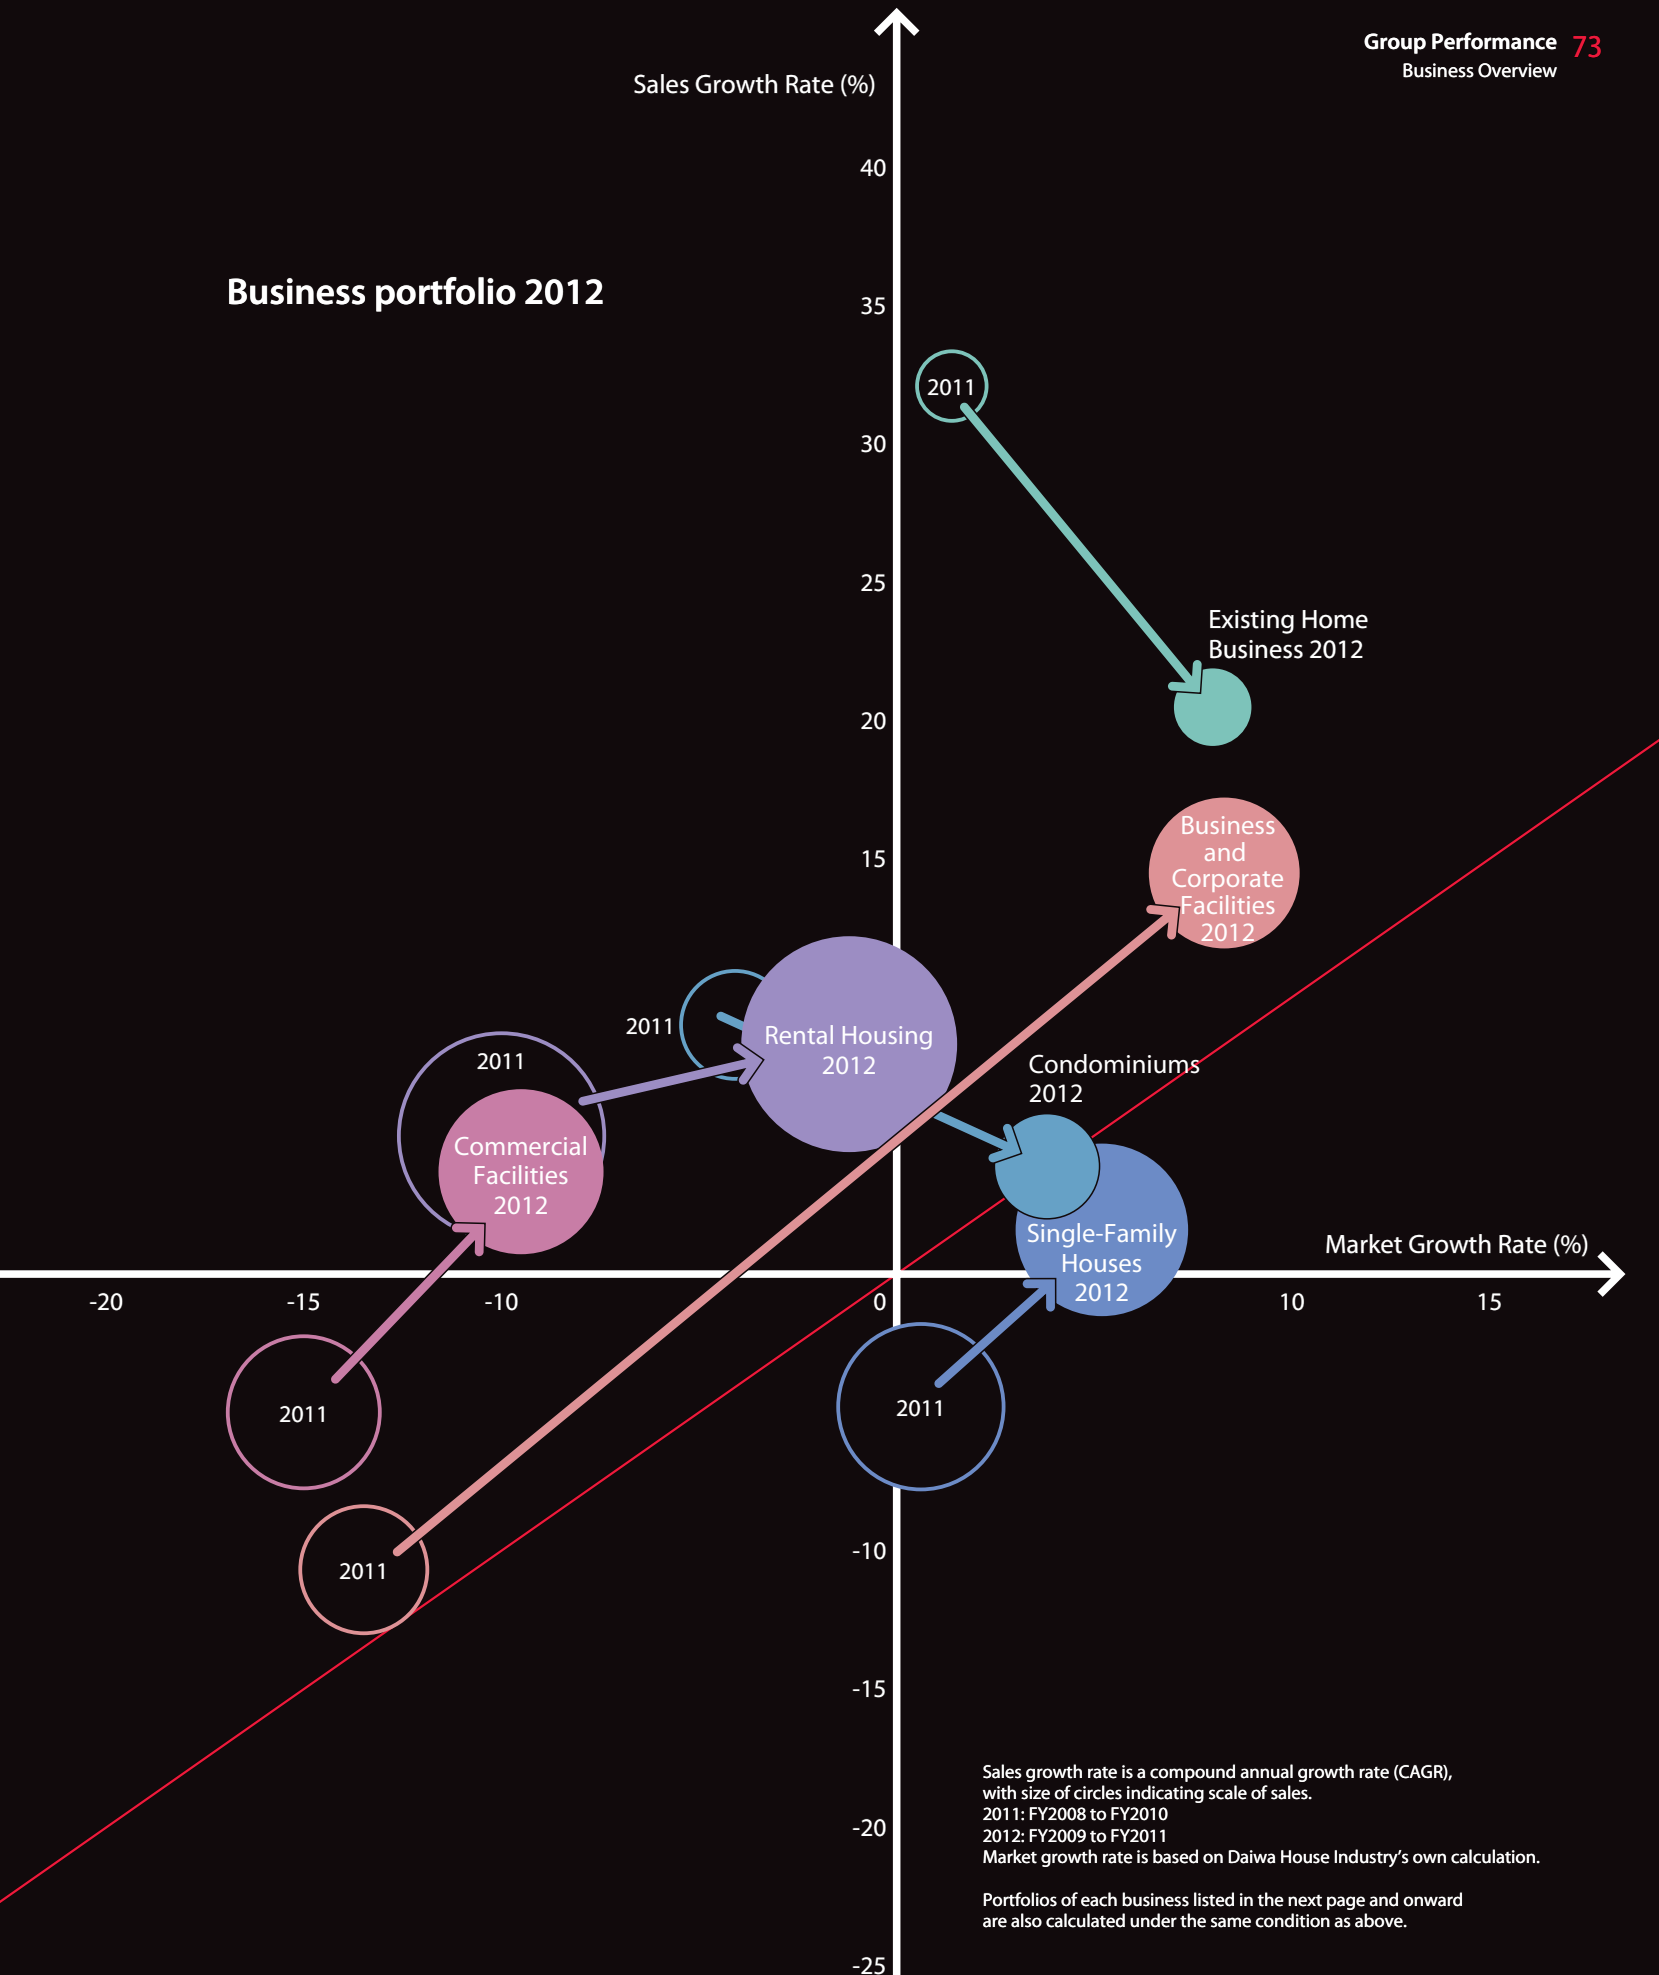 Group Performance 73
Business Overview
Sales Growth Rate (%)
40
Business portfolio 2012
35
2011
30
25
Existing Home
Business 2012
20
15
Business
and
Corporate
Facilities
2012
2011
Rental Housing
2012
2011
Condominiums
2012
Commercial
Facilities
2012
Single-Family
Houses
2012
Market Growth Rate (%)
-20
-15
-10
0
10
15
2011
2011
2011
-10
-15
-20
-25
Sales growth rate is a compound annual growth rate (CAGR),
with size of circles indicating scale of sales.
2011: FY2008 to FY2010
2012: FY2009 to FY2011
Market growth rate is based on Daiwa House Industry’s own calculation.
Portfolios of each business listed in the next page and onward
are also calculated under the same condition as above.